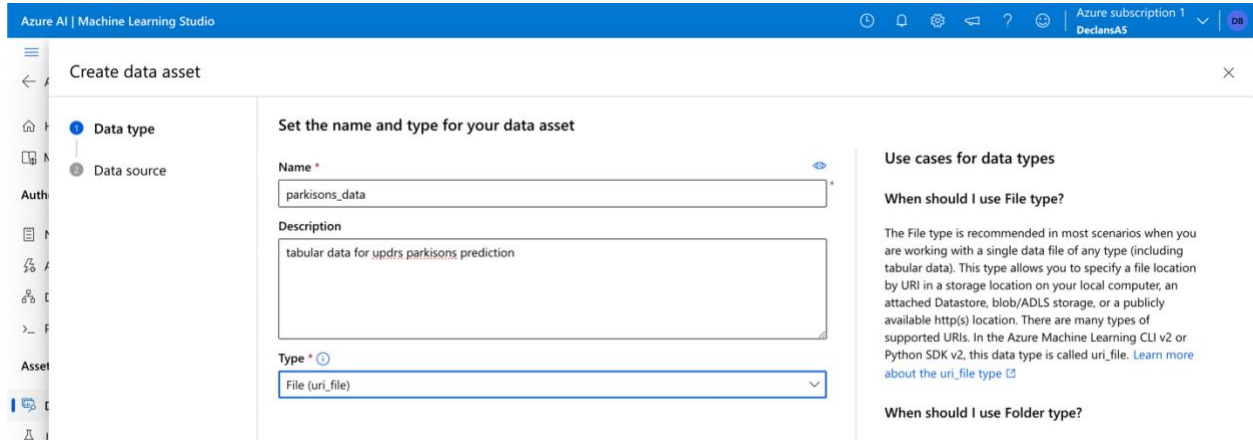 Azure AI | Machine Learning Studio
Azure subscription 1
DeclansA5
DB
Create data asset
1 Data type
2 Data source
Auth
Asset
Set the name and type for your data asset
Name *
parkisons_data
*
Description
tabular data for updrs parkisons prediction
Type *
File (uri_file)
Use cases for data types
When should I use File type?
The File type is recommended in most scenarios when you
are working with a single data file of any type (including
tabular data). This type allows you to specify a file location
by URI in a storage location on your local computer, an
attached Datastore, blob/ADLS storage, or a publicly
available http(s) location. There are many types of
supported URIs. In the Azure Machine Learning CLI v2 or
Python SDK v2, this data type is called uri_file. Learn more
about the uri_file type
When should I use Folder type?